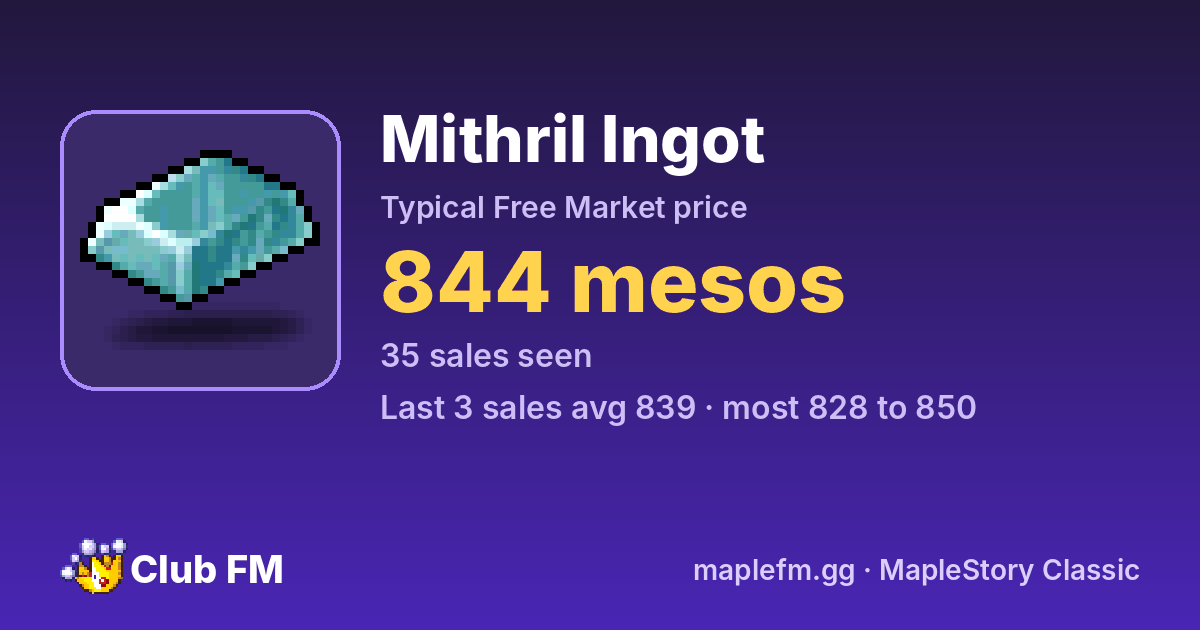 Mithril Ingot
Typical Free Market price
844 mesos
35 sales seen
Last 3 sales avg 839 · most 828 to 850
Club FM
maplefm.gg · MapleStory Classic